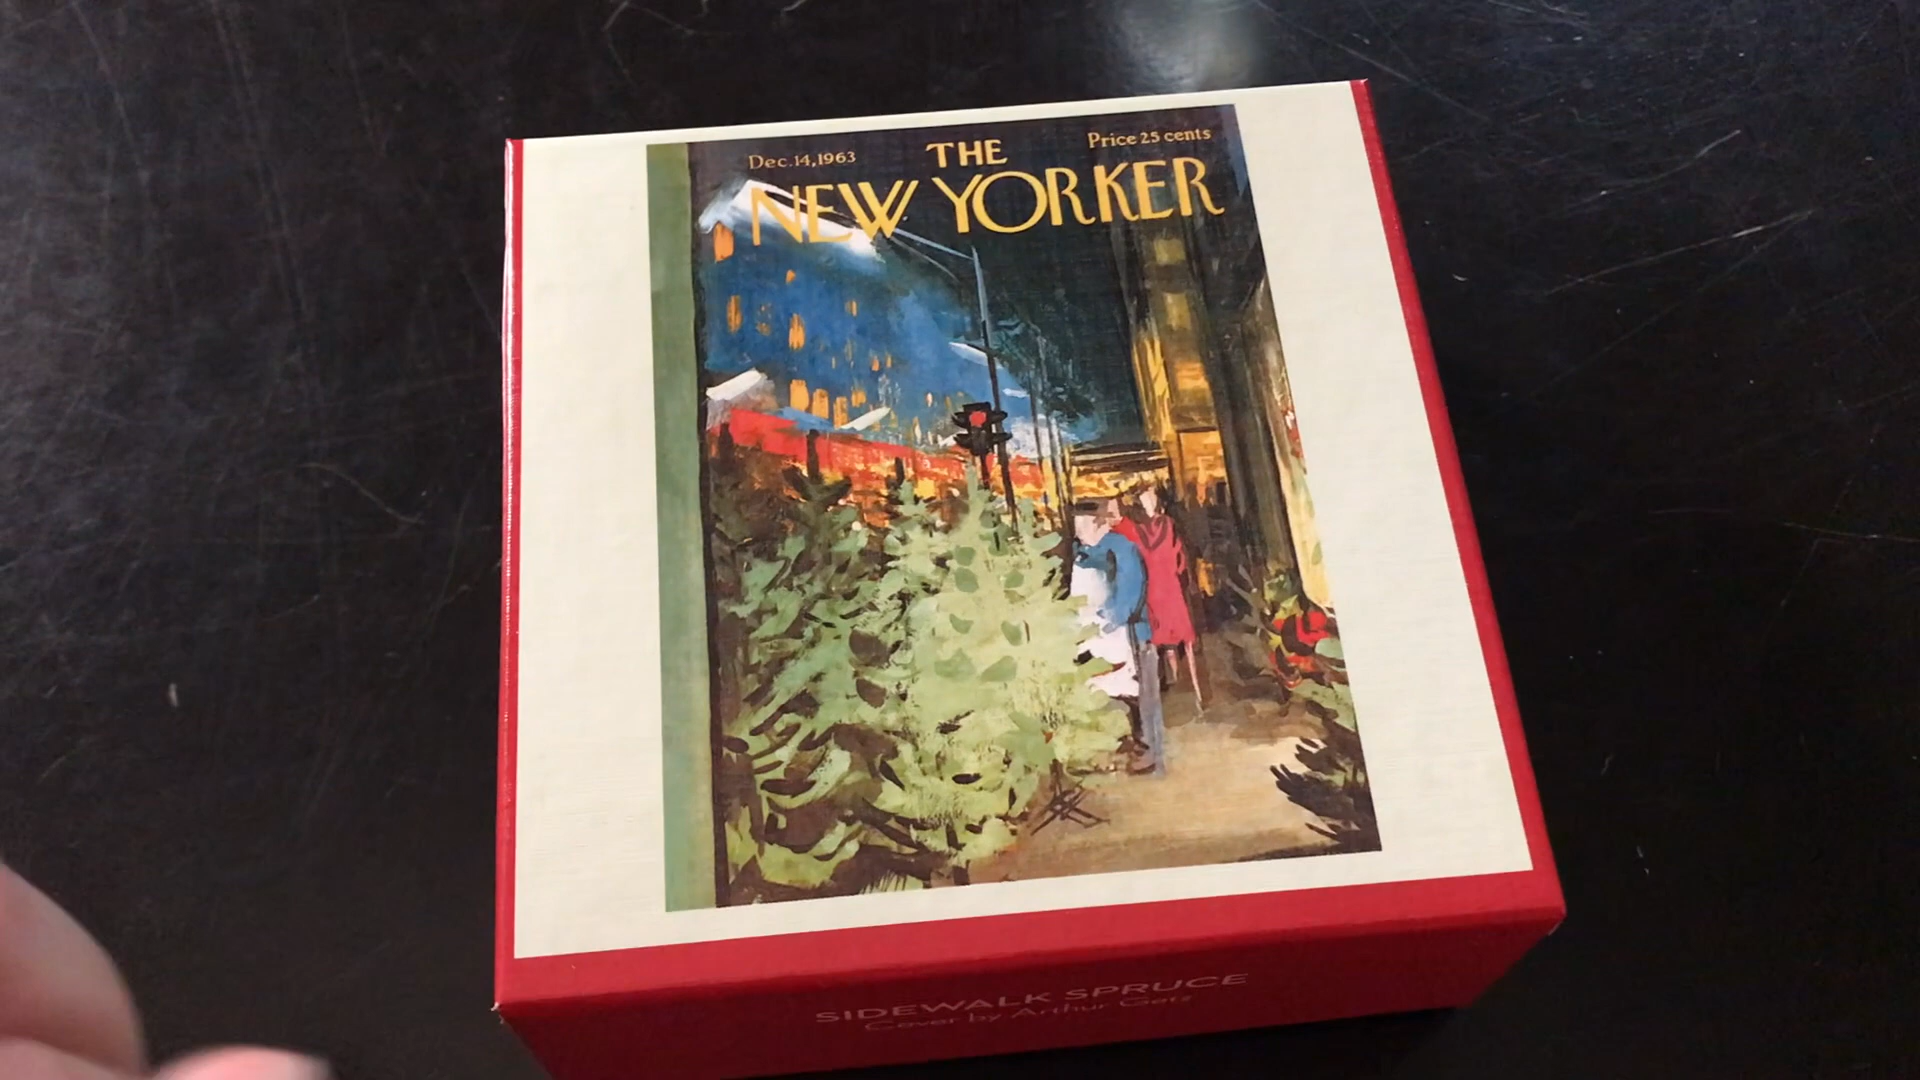 Dec.14,1963
THE
Price 25 cents
NEW YORKER
SIDEWALK SPRUCE
Cover by Arthur Getz